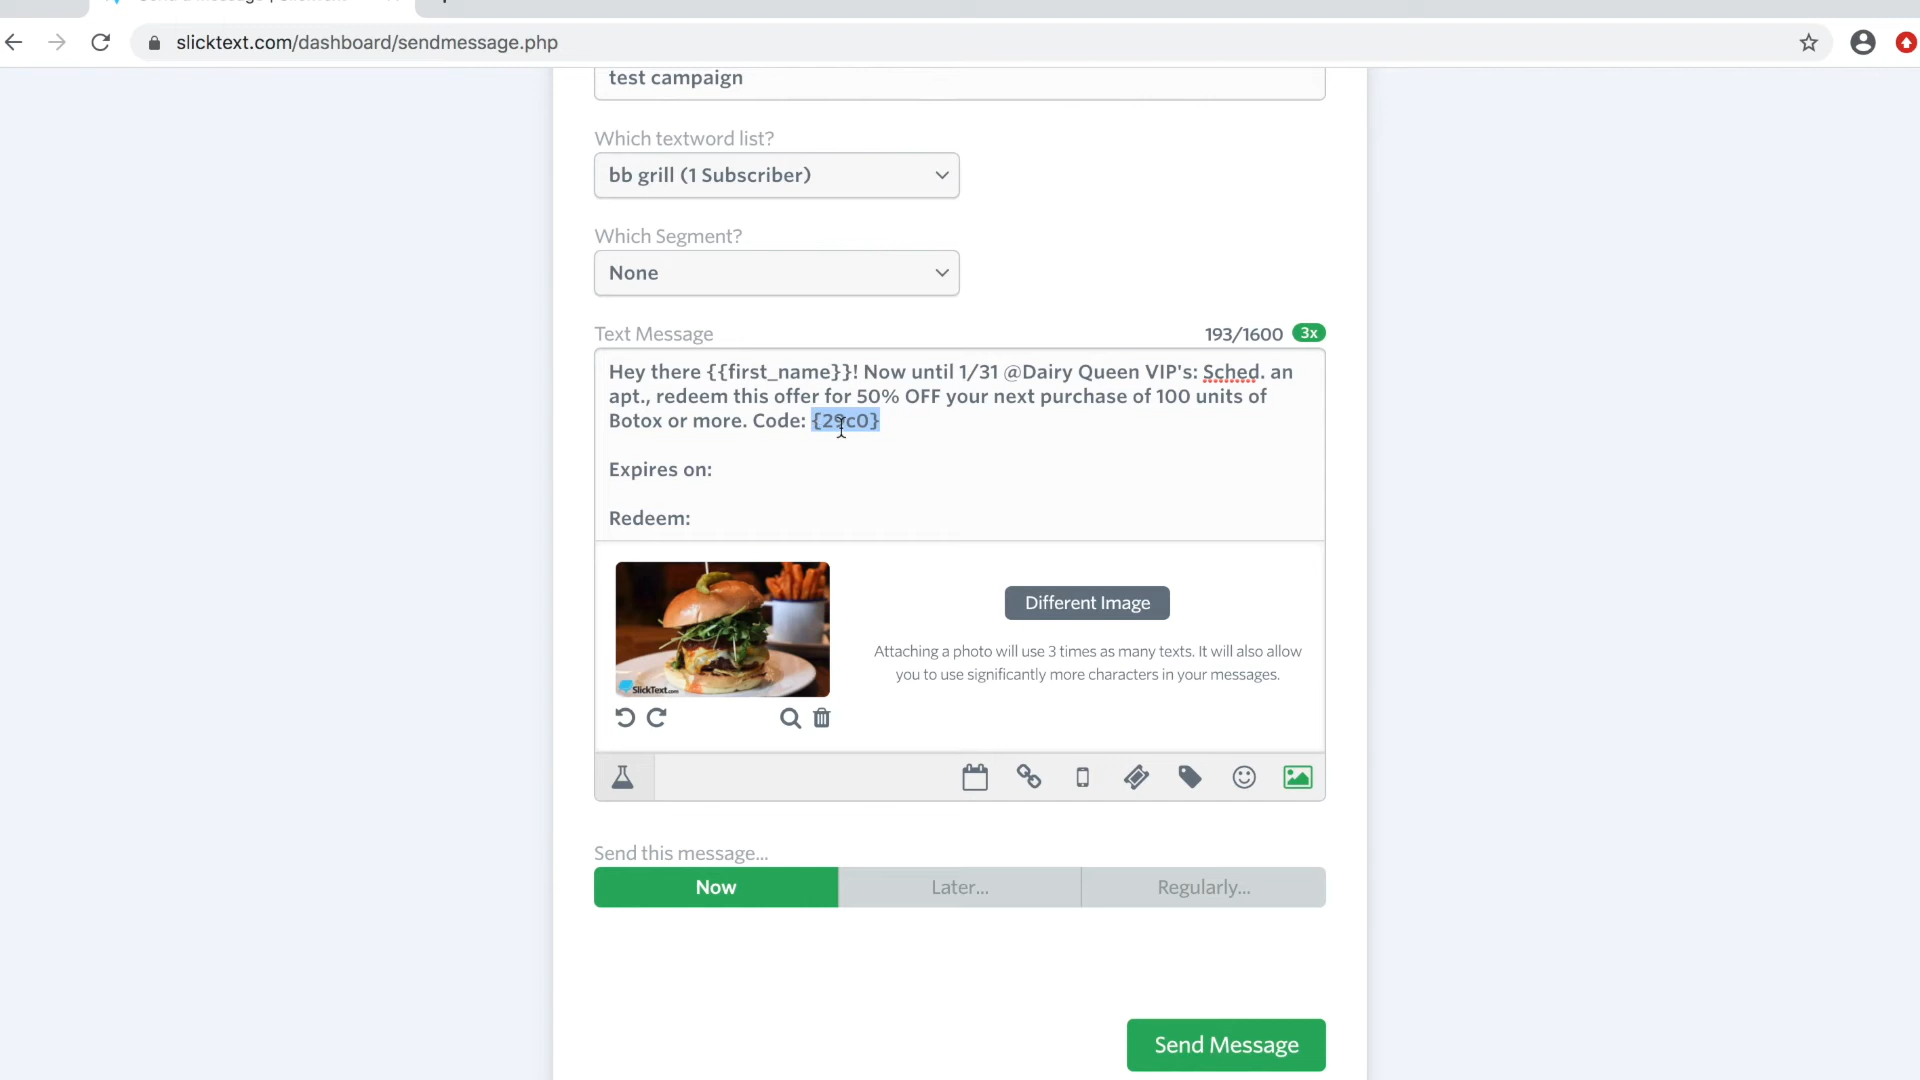 slicktext.com/dashboard/sendmessage.php
test campaign
Which textword list?
bb grill (1 Subscriber)
Which Segment?
None
Text Message
193/1600 3x
Hey there {{first_name}}! Now until 1/31 @Dairy Queen VIP's: Sched. an
apt., redeem this offer for 50% OFF your next purchase of 100 units of
Botox or more. Code: {29c0}
Expires on:
Redeem:
SlickText.com
Different Image
Attaching a photo will use 3 times as many texts. It will also allow
you to use significantly more characters in your messages.
Send this message...
Now
Later...
Regularly...
Send Message